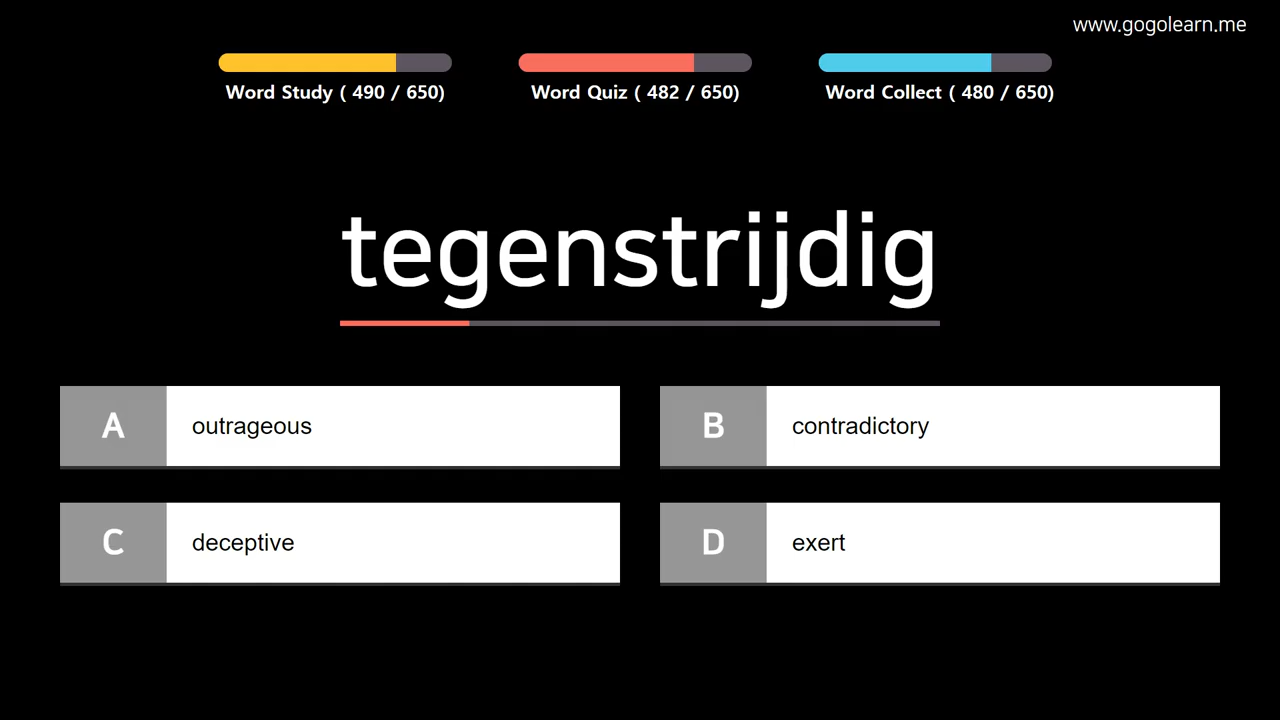 www.gogolearn.me
Word Study ( 490 / 650)
Word Quiz ( 482 / 650)
Word Collect ( 480 / 650)
tegenstrijdig
A outrageous
B contradictory
C deceptive
D exert